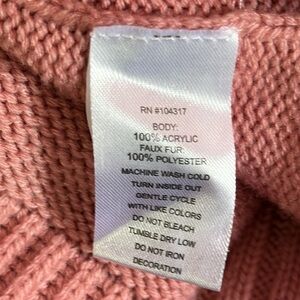 RN #104317
BODY:
100% ACRYLIC
FAUX FUR:
100% POLYESTER
MACHINE WASH COLD
TURN INSIDE OUT
GENTLE CYCLE
WITH LIKE COLORS
DO NOT BLEACH
TUMBLE DRY LOW
DO NOT IRON
DECORATION